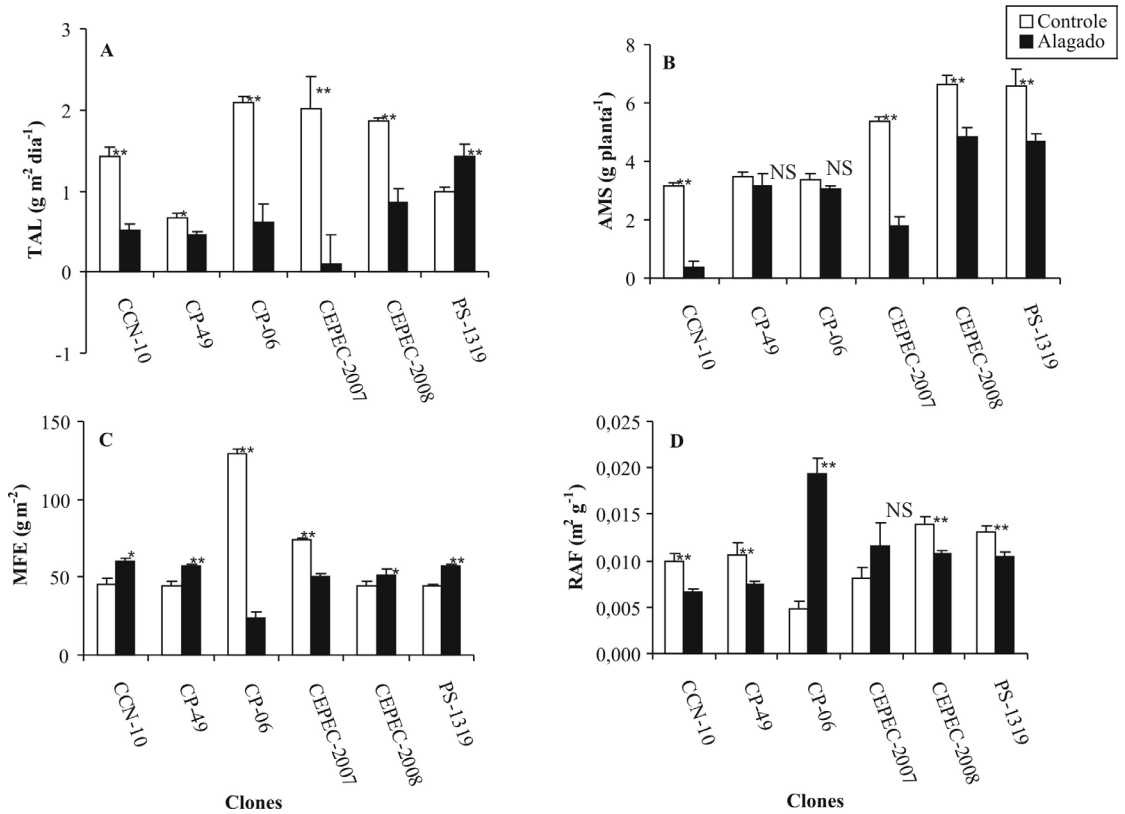 Controle
Alagado
A
TAL (g m⁻² dia⁻¹)
3
2
1
0
-1
** * ** ** ** **
CCN-10
CP-49
CP-06
CEPEC-2007
CEPEC-2008
PS-1319
B
AMS (g planta⁻¹)
8
6
4
2
0
** NS NS ** ** **
CCN-10
CP-49
CP-06
CEPEC-2007
CEPEC-2008
PS-1319
C
MFE (gm⁻²)
150
100
50
0
* ** ** ** * **
CCN-10
CP-49
CP-06
CEPEC-2007
CEPEC-2008
PS-1319
Clones
D
RAF (m² g⁻¹)
0,025
0,020
0,015
0,010
0,005
0,000
** ** ** NS ** **
CCN-10
CP-49
CP-06
CEPEC-2007
CEPEC-2008
PS-1319
Clones